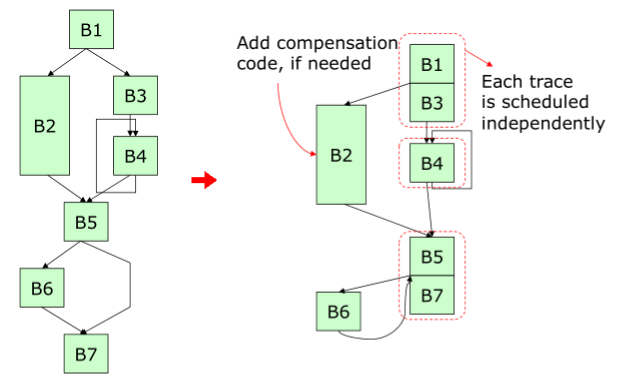 B1
B2
B3
B4
B5
B6
B7
Add compensation
code, if needed
B1
B3
Each trace
is scheduled
independently
B2
B4
B5
B7
B6